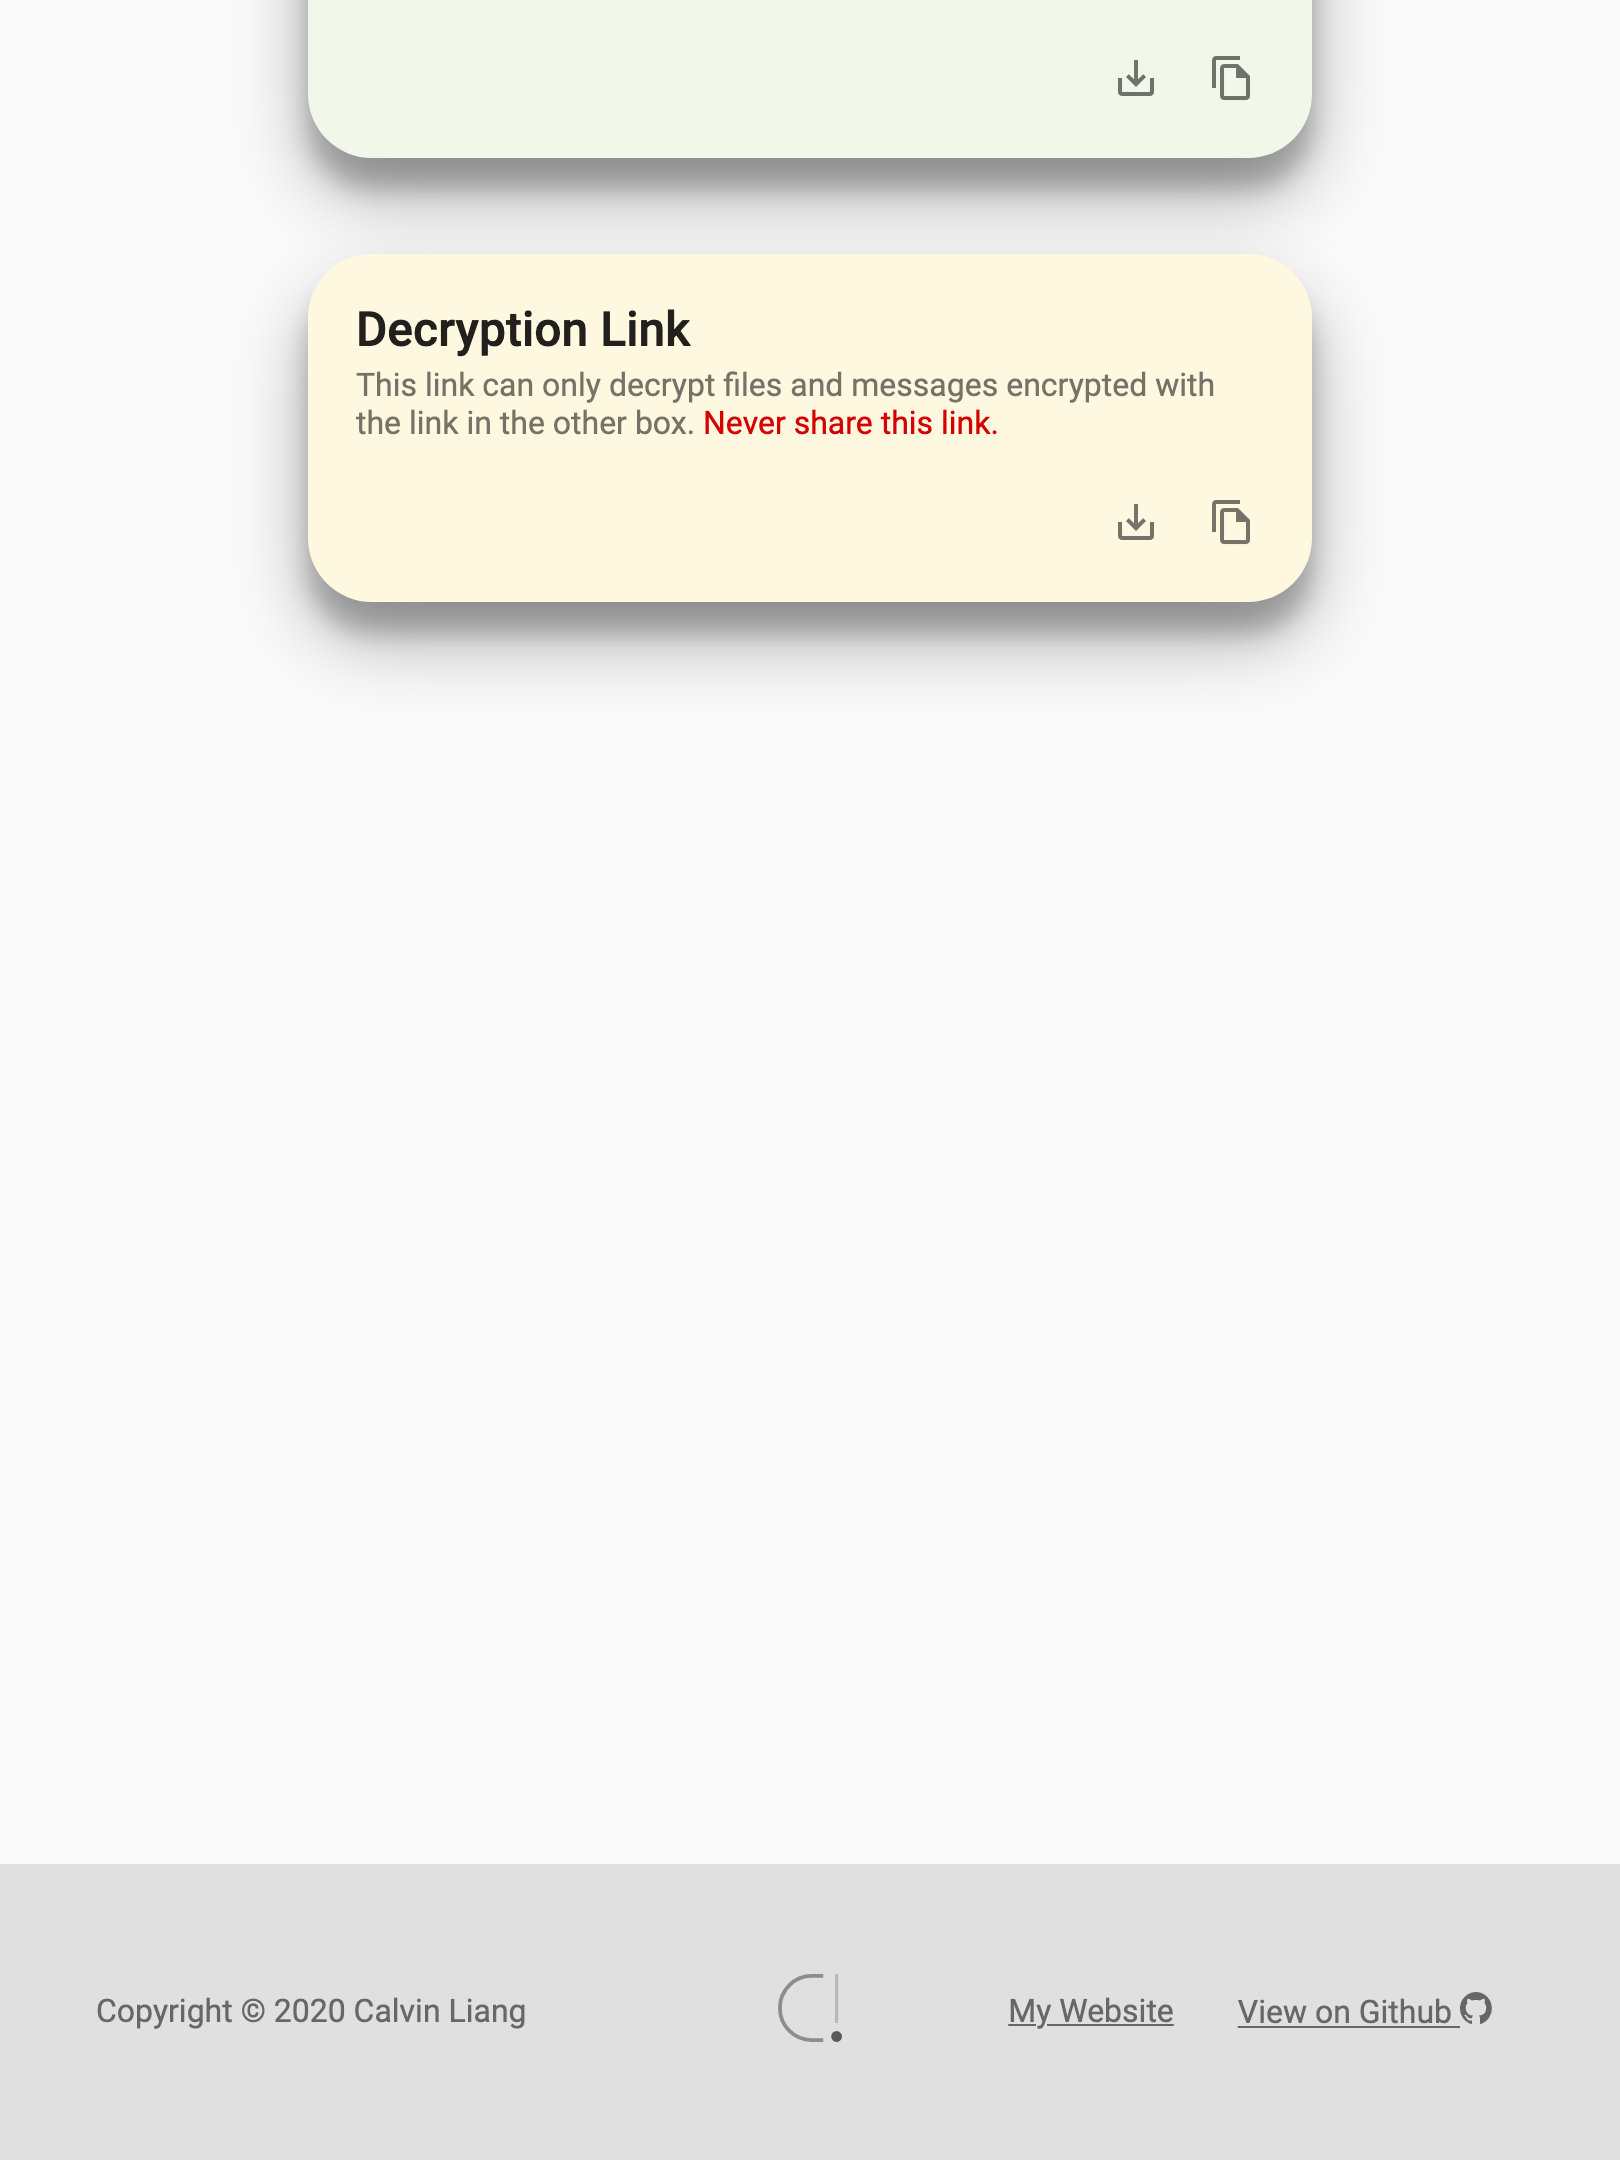 Decryption Link
This link can only decrypt files and messages encrypted with
the link in the other box. Never share this link.
Copyright © 2020 Calvin Liang
My Website
View on Github